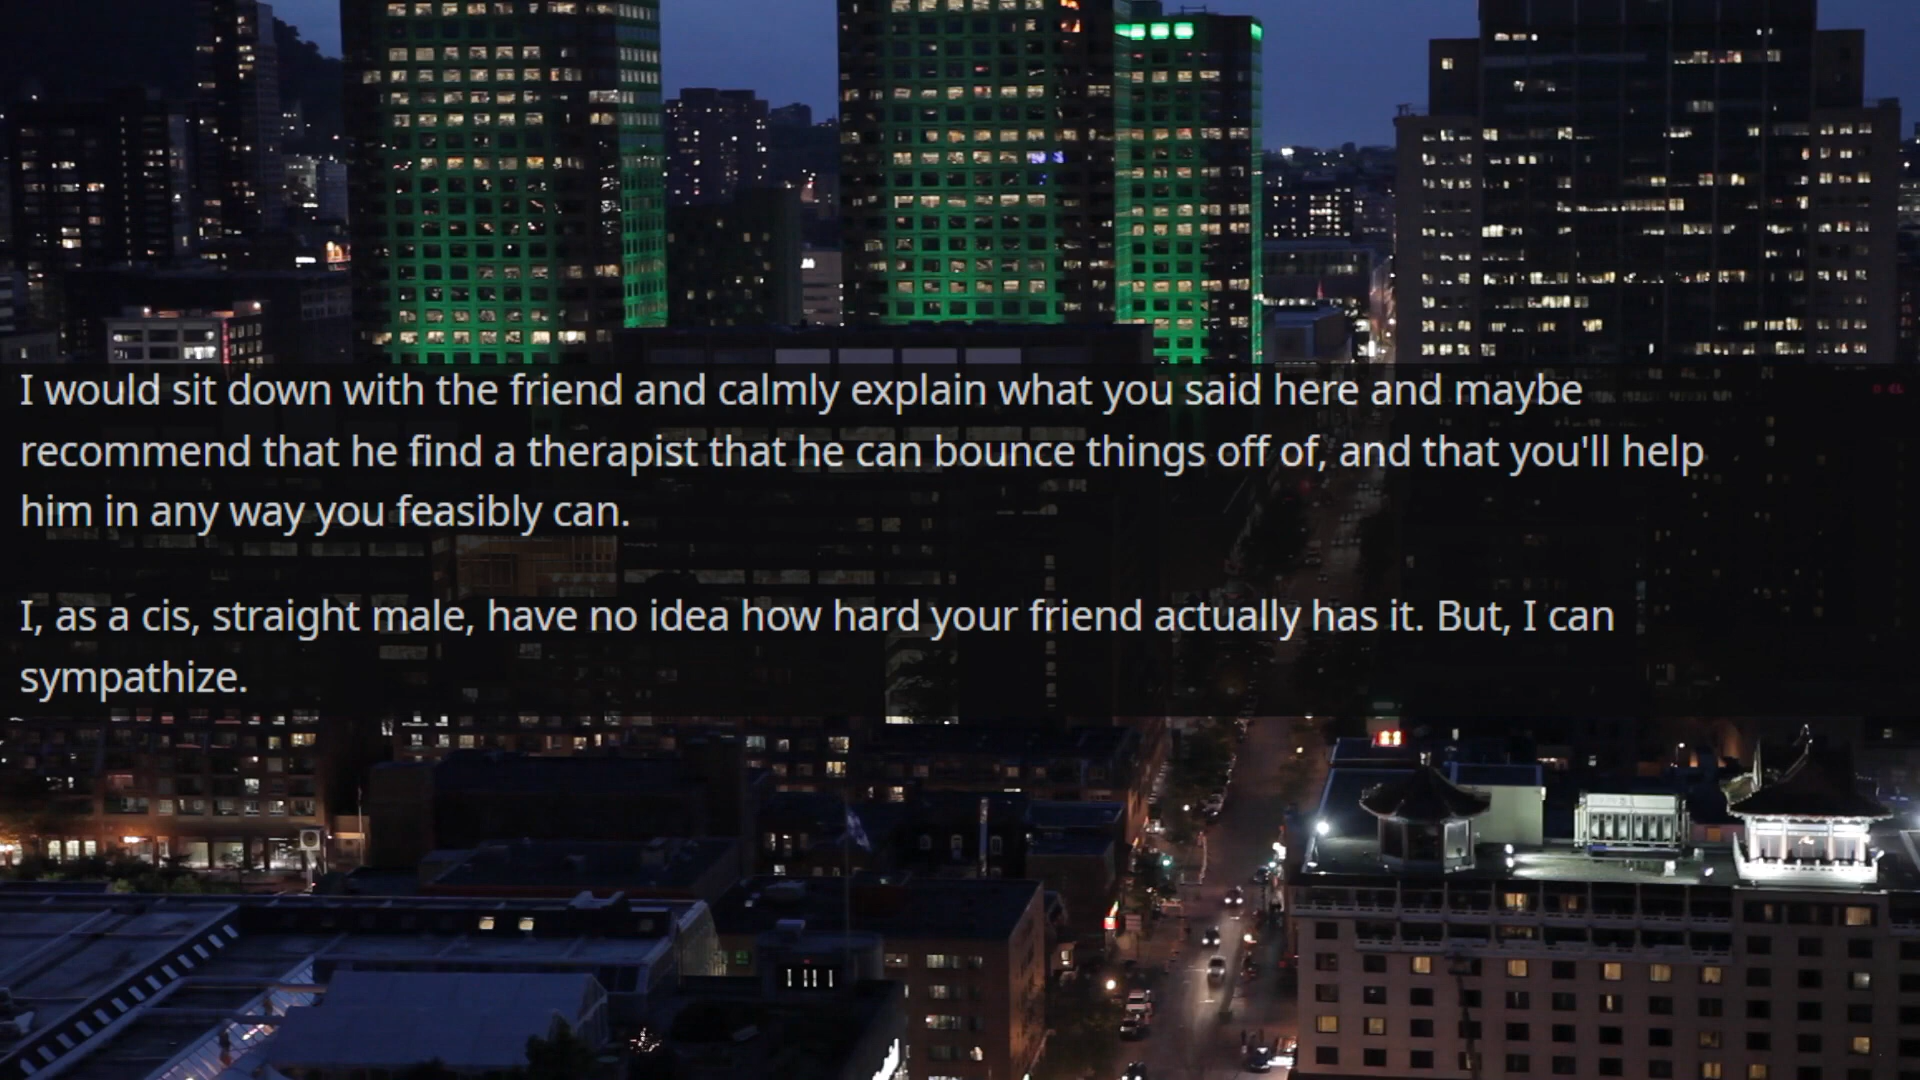 I would sit down with the friend and calmly explain what you said here and maybe
recommend that he find a therapist that he can bounce things off of, and that you'll help
him in any way you feasibly can.
I, as a cis, straight male, have no idea how hard your friend actually has it. But, I can
sympathize.